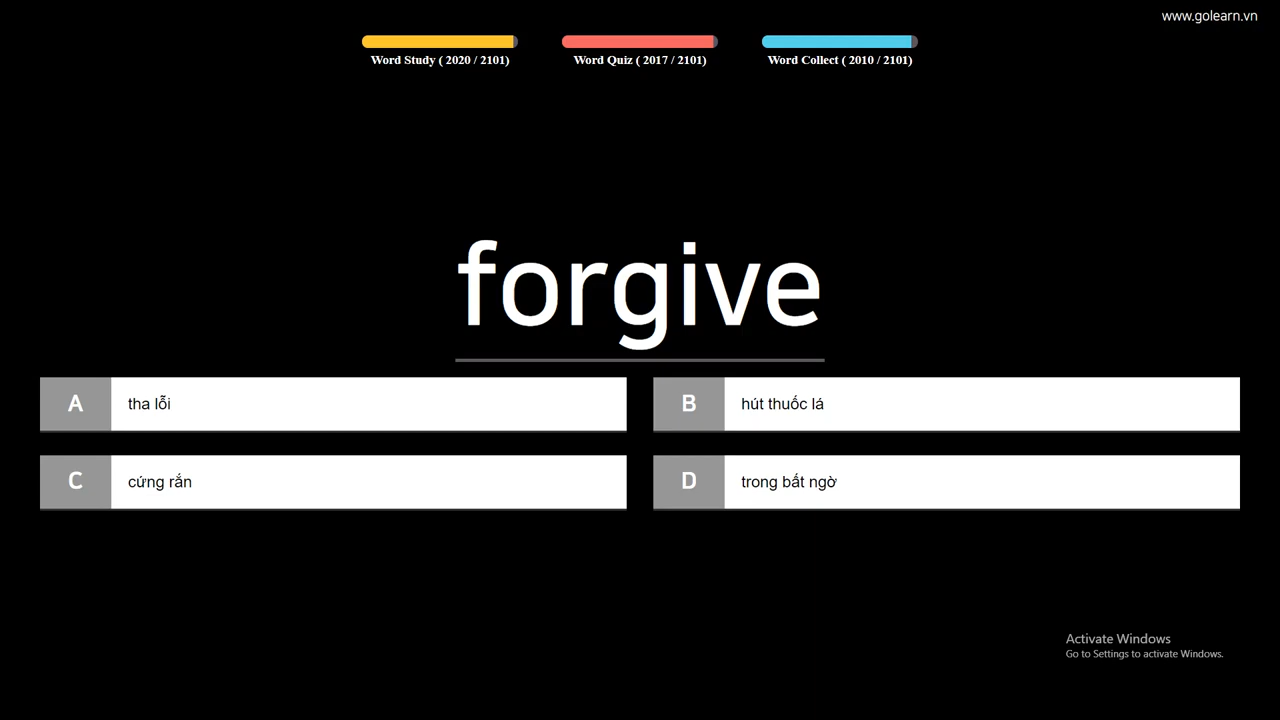 www.golearn.vn
Word Study ( 2020 / 2101)
Word Quiz ( 2017 / 2101)
Word Collect ( 2010 / 2101)
forgive
A tha lỗi
B hút thuốc lá
C cứng rắn
D trong bất ngờ
Activate Windows
Go to Settings to activate Windows.